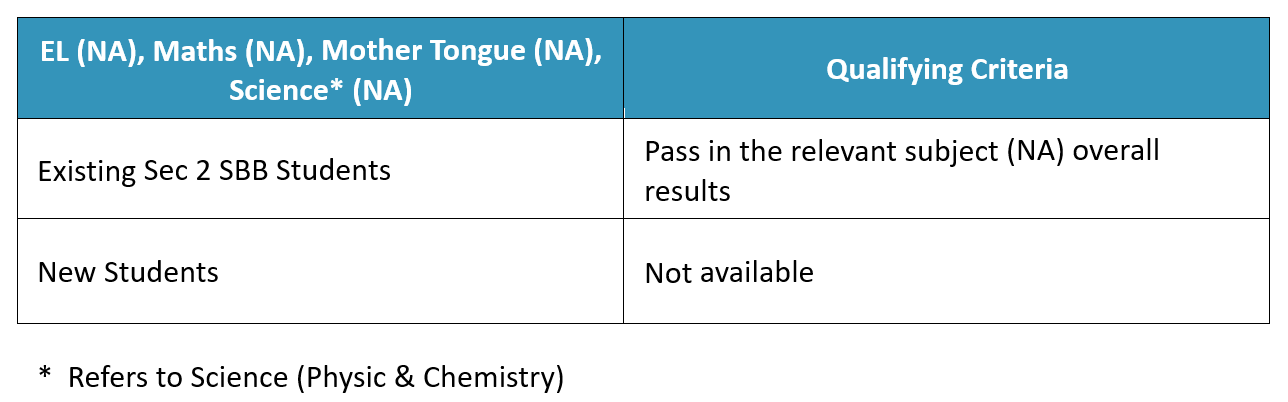 EL (NA), Maths (NA), Mother Tongue (NA),
Science* (NA)
Qualifying Criteria
Existing Sec 2 SBB Students
Pass in the relevant subject (NA) overall
results
New Students
Not available
* Refers to Science (Physic & Chemistry)